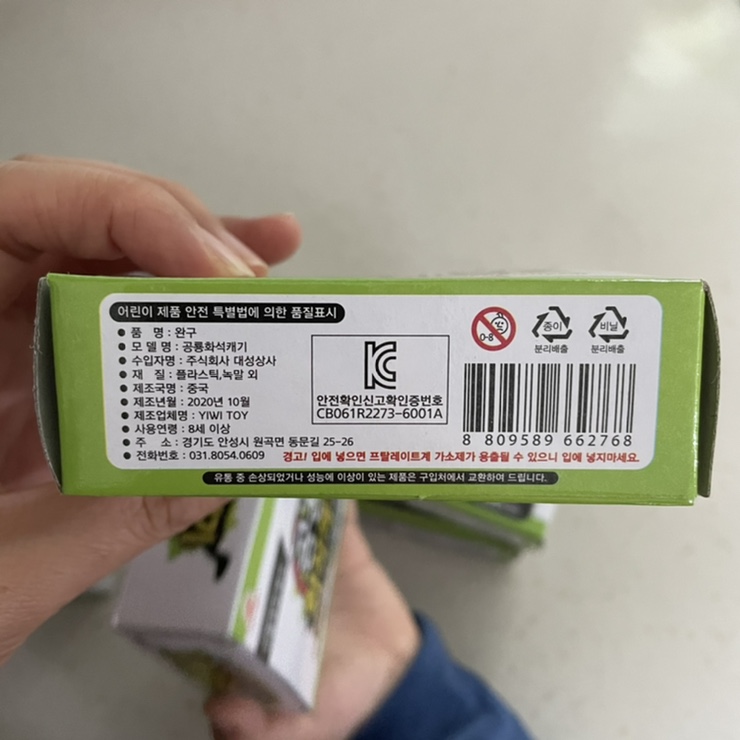 어린이 제품 안전 특별법에 의한 품질표시
● 품 명 : 완구
● 모 델 명 : 공룡화석캐기
● 수입자명 : 주식회사 대성상사
● 재 질 : 플라스틱,녹말 외
● 제조국명 : 중국
● 제조년월 : 2020년 10월
● 제조업체명 : YIWI TOY
● 사용연령 : 8세 이상
● 주 소 : 경기도 안성시 원곡면 동문길 25-26
● 전화번호 : 031.8054.0609
안전확인신고확인증번호
CB061R2273-6001A
0-8
종이
분리배출
비닐
분리배출
8 809589 662768
경고! 입에 넣으면 프탈레이트계 가소제가 용출될 수 있으니 입에 넣지마세요.
유통 중 손상되었거나 성능에 이상이 있는 제품은 구입처에서 교환하여 드립니다.